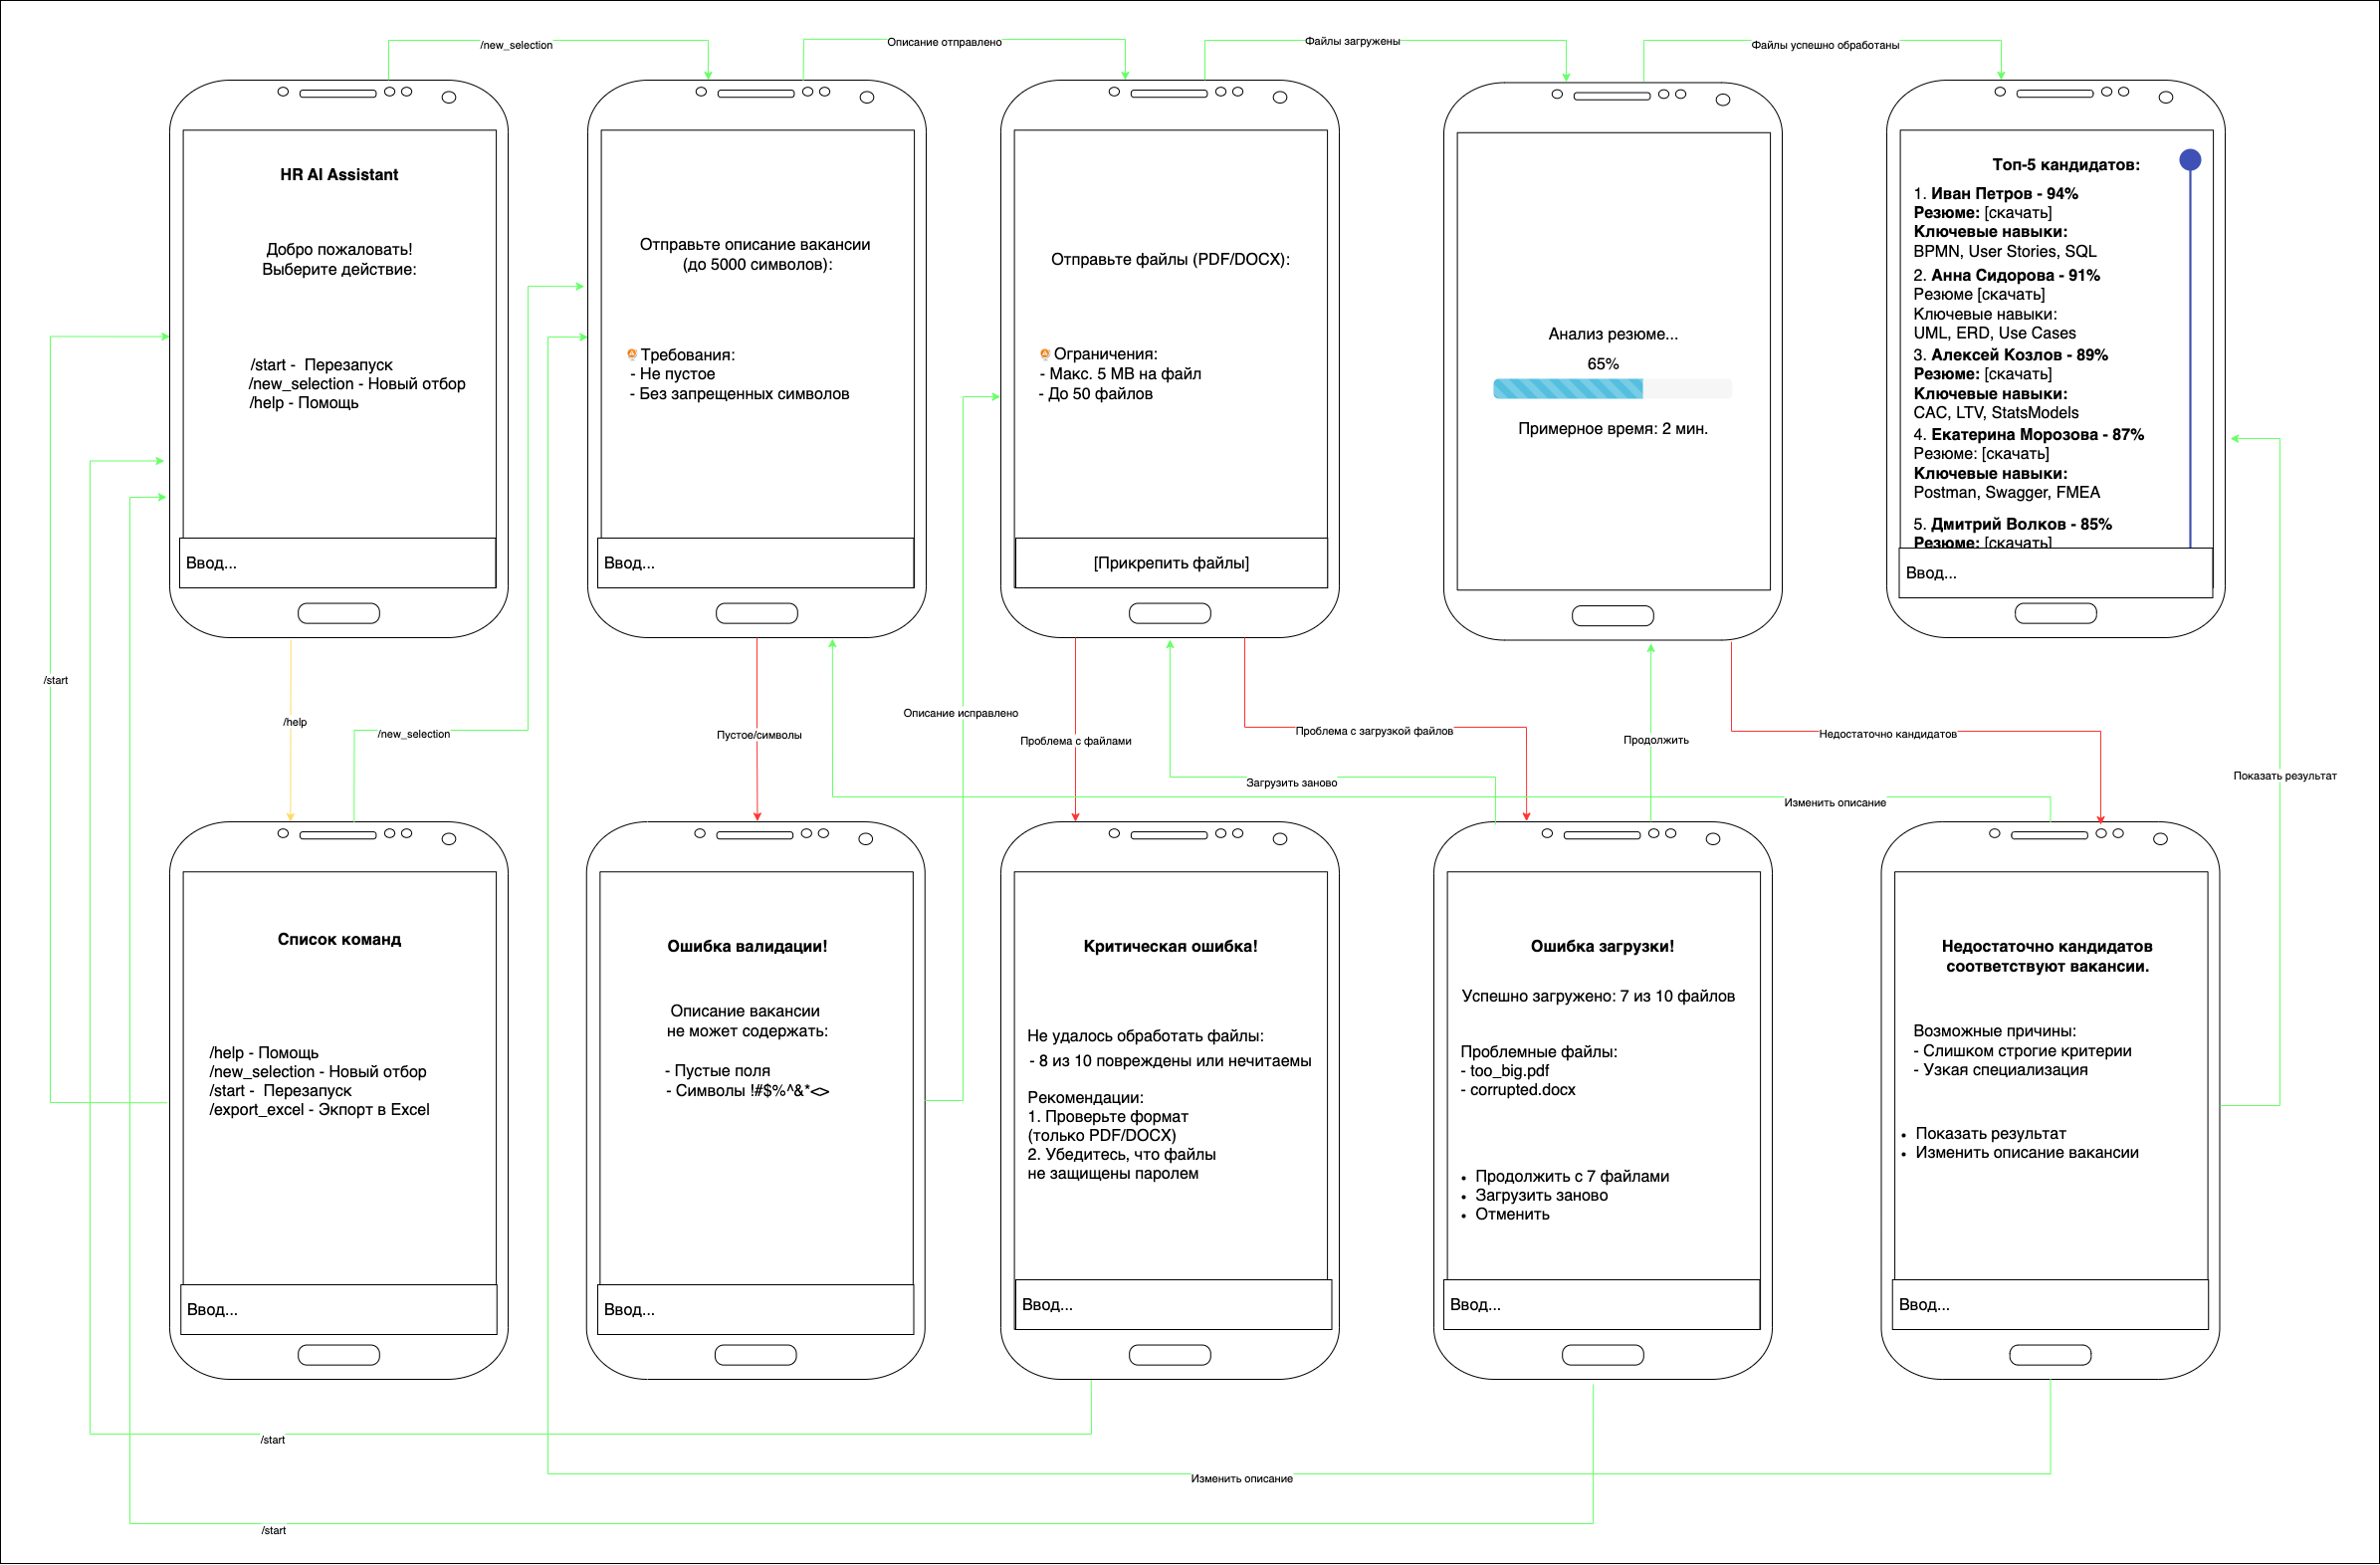 /new_selection
Описание отправлено
Файлы загружены
Файлы успешно обработаны
HR AI Assistant
Добро пожаловать!
Выберите действие:
/start -  Перезапуск
/new_selection - Новый отбор
/help - Помощь
Ввод...
Отправьте описание вакансии
(до 5000 символов):
Требования:
- Не пустое
- Без запрещенных символов
Ввод...
Отправьте файлы (PDF/DOCX):
Ограничения:
- Макс. 5 МВ на файл
- До 50 файлов
[Прикрепить файлы]
Анализ резюме...
65%
Примерное время: 2 мин.
Топ-5 кандидатов:
1. Иван Петров - 94%
Резюме: [скачать]
Ключевые навыки:
BPMN, User Stories, SQL
2. Анна Сидорова - 91%
Резюме [скачать]
Ключевые навыки:
UML, ERD, Use Cases
3. Алексей Козлов - 89%
Резюме: [скачать]
Ключевые навыки:
CAC, LTV, StatsModels
4. Екатерина Морозова - 87%
Резюме: [скачать]
Ключевые навыки:
Postman, Swagger, FMEA
5. Дмитрий Волков - 85%
Резюме: [скачать]
Ввод...
/start
/help
/new_selection
Пустое/символы
Описание исправлено
Проблема с файлами
Проблема с загрузкой файлов
Загрузить заново
Продолжить
Недостаточно кандидатов
Изменить описание
Показать результат
Список команд
/help - Помощь
/new_selection - Новый отбор
/start -  Перезапуск
/export_excel - Экпорт в Excel
Ввод...
Ошибка валидации!
Описание вакансии
не может содержать:
- Пустые поля
- Символы !#$%^&*<>
Ввод...
Критическая ошибка!
Не удалось обработать файлы:
- 8 из 10 повреждены или нечитаемы
Рекомендации:
1. Проверьте формат
(только PDF/DOCX)
2. Убедитесь, что файлы
не защищены паролем
Ввод...
Ошибка загрузки!
Успешно загружено: 7 из 10 файлов
Проблемные файлы:
- too_big.pdf
- corrupted.docx
• Продолжить с 7 файлами
• Загрузить заново
• Отменить
Ввод...
Недостаточно кандидатов
соответствуют вакансии.
Возможные причины:
- Слишком строгие критерии
- Узкая специализация
• Показать результат
• Изменить описание вакансии
Ввод...
/start
Изменить описание
/start